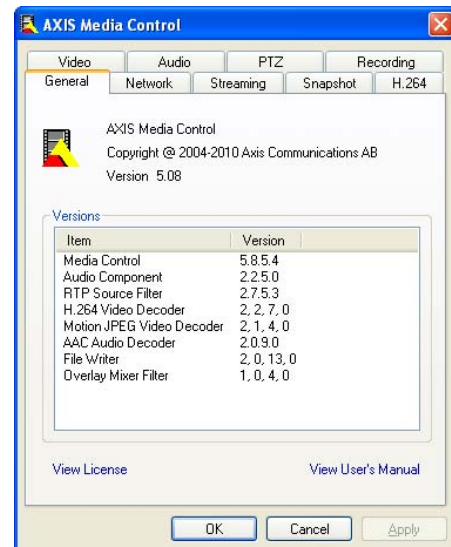 AXIS Media Control
Video Audio PTZ Recording
General Network Streaming Snapshot H.264
AXIS Media Control
Copyright @ 2004-2010 Axis Communications AB
Version 5.08
Versions
Item Version
Media Control 5.8.5.4
Audio Component 2.2.5.0
RTP Source Filter 2.7.5.3
H.264 Video Decoder 2, 2, 7, 0
Motion JPEG Video Decoder 2, 1, 4, 0
AAC Audio Decoder 2.0.9.0
File Writer 2, 0, 13, 0
Overlay Mixer Filter 1, 0, 4, 0
View License View User's Manual
OK Cancel Apply